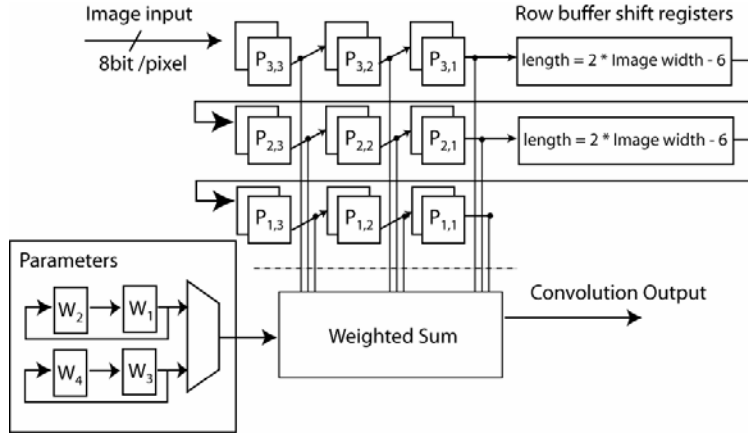 Image input
8bit /pixel
Row buffer shift registers
P3,3 P3,2 P3,1
length = 2 * Image width - 6
P2,3 P2,2 P2,1
length = 2 * Image width - 6
P1,3 P1,2 P1,1
Parameters
W2 W1
W4 W3
Weighted Sum
Convolution Output